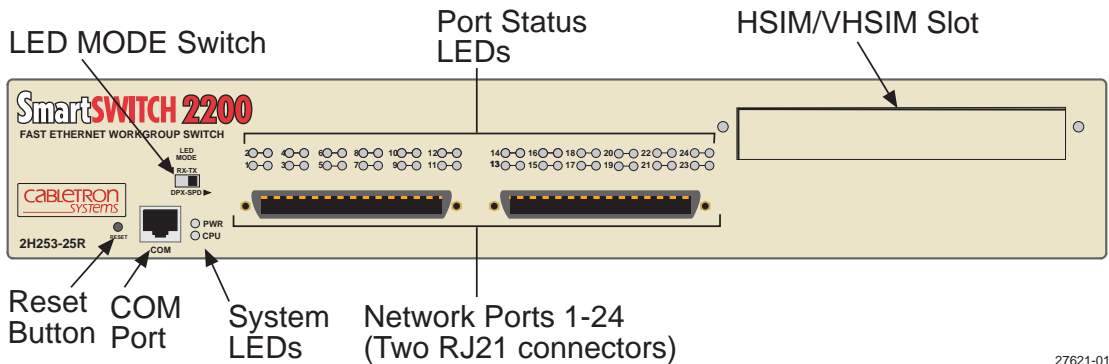 LED MODE Switch
Port Status
LEDs
HSIM/VHSIM Slot
SmartSWITCH 2200
FAST ETHERNET WORKGROUP SWITCH
LED
MODE
RX-TX
DPX-SPD
2 4 6 8 10 12 14 16 18 20 22 24
1 3 5 7 9 11 13 15 17 19 21 23
CABLETRON
SYSTEMS
RESET
PWR
CPU
2H253-25R
COM
Reset
Button
COM
Port
System
LEDs
Network Ports 1-24
(Two RJ21 connectors)
27621-01